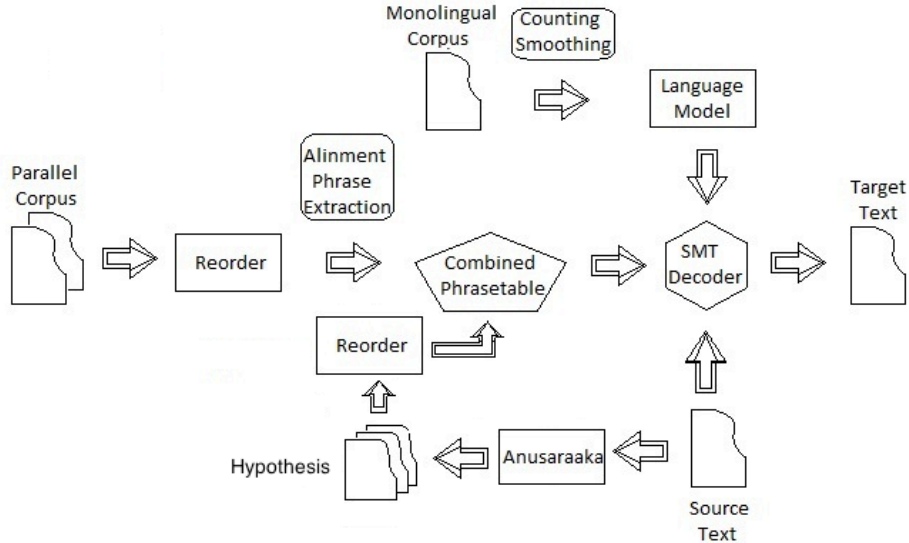 Monolingual
Corpus
Counting
Smoothing
Language
Model
Alinment
Phrase
Extraction
Parallel
Corpus
Target
Text
Reorder
Combined
Phrasetable
SMT
Decoder
Reorder
Hypothesis
Anusaraaka
Source
Text